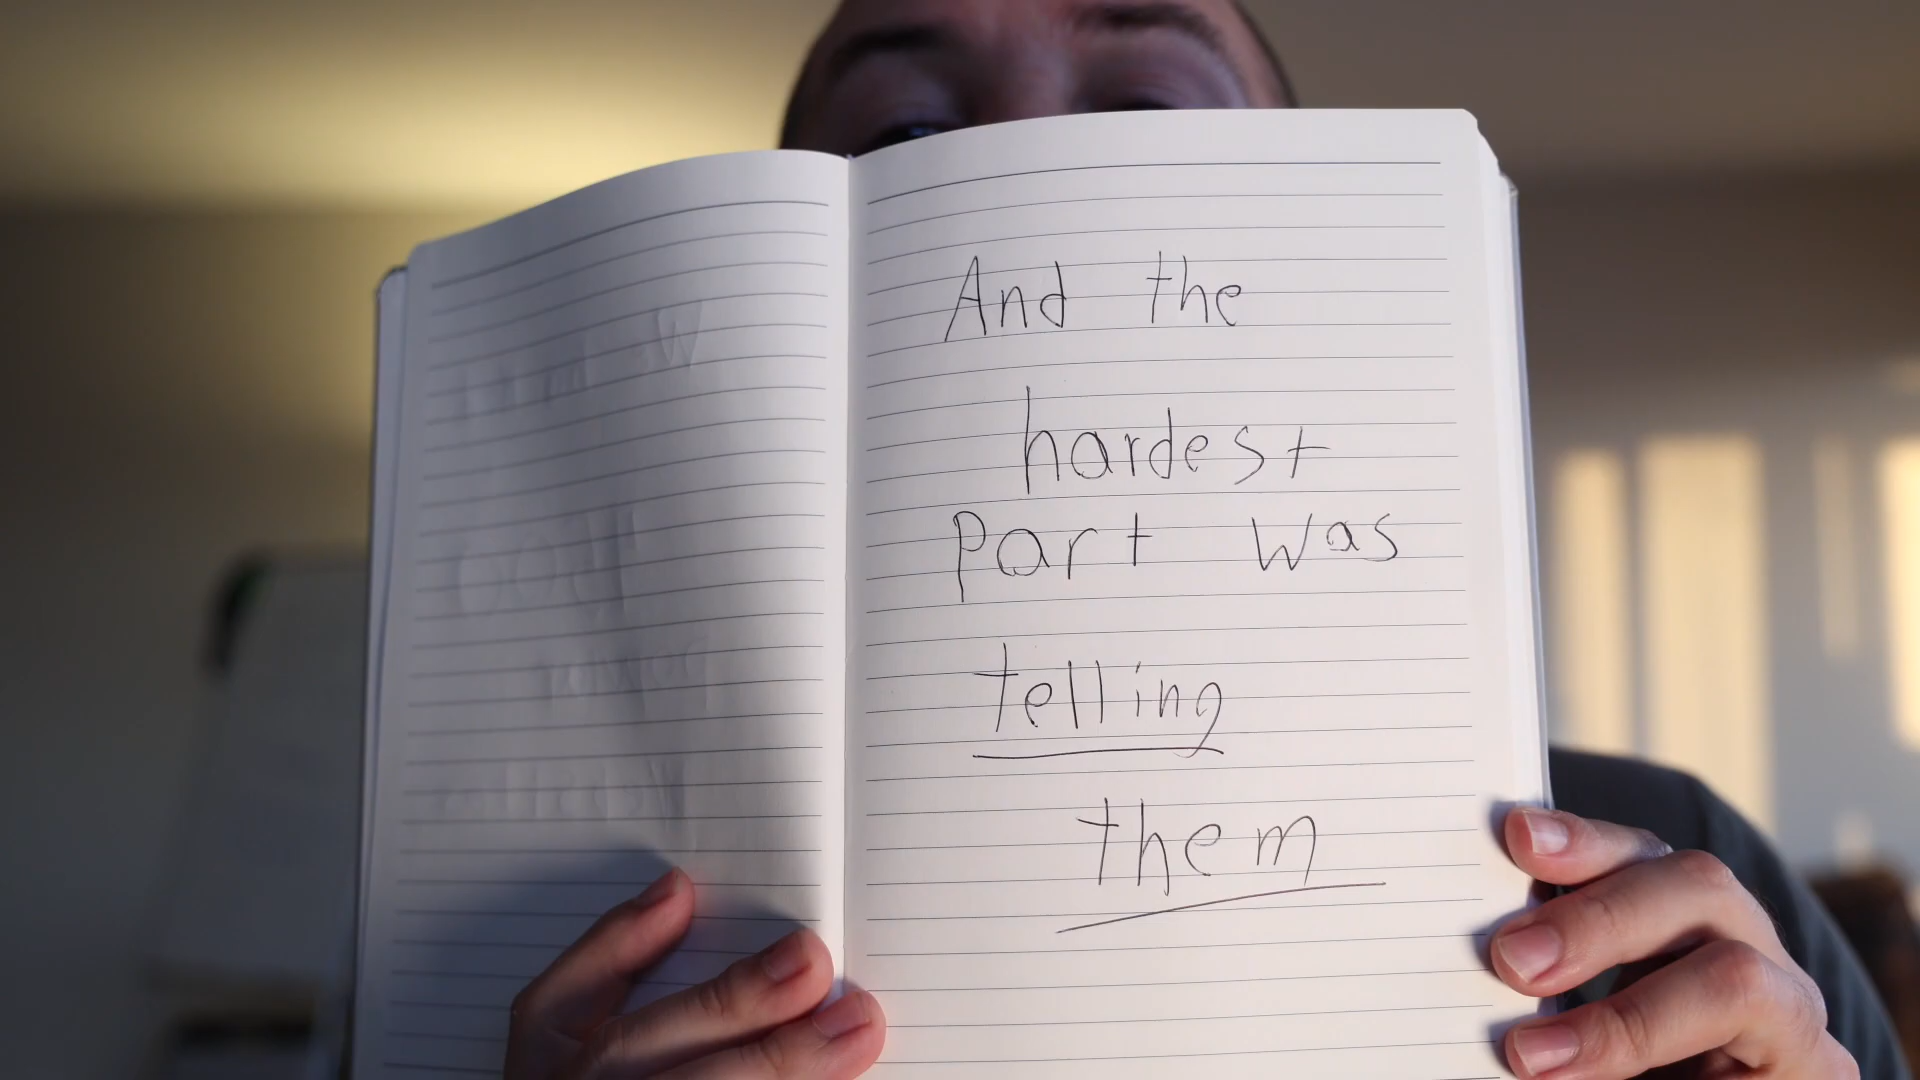 And the
hardest
Part was
telling
them